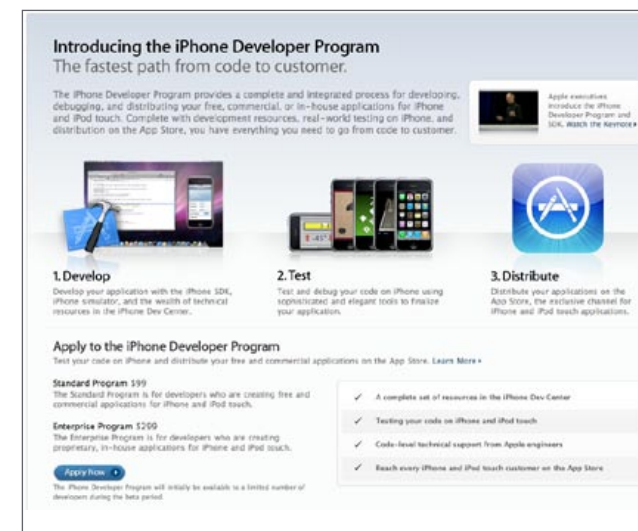 Introducing the iPhone Developer Program
The fastest path from code to customer.
The iPhone Developer Program provides a complete and integrated process for developing,
debugging, and distributing your free, commercial, or in-house applications for iPhone
and iPod touch. Complete with development resources, real-world testing on iPhone, and
distribution on the App Store, you have everything you need to go from code to customer.
Apple executives
introduce the iPhone
Developer Program and
SDK. Watch the Keynote
1. Develop
Develop your application with the iPhone SDK,
iPhone simulator, and the wealth of technical
resources in the iPhone Dev Center.
2. Test
Test and debug your code on iPhone using
sophisticated and elegant tools to finalize
your application.
3. Distribute
Distribute your applications on the
App Store, the exclusive channel for
iPhone and iPod touch applications.
Apply to the iPhone Developer Program
Test your code on iPhone and distribute your free and commercial applications on the App Store. Learn More
Standard Program $99
The Standard Program is for developers who are creating free and
commercial applications for iPhone and iPod touch.
Enterprise Program $299
The Enterprise Program is for developers who are creating
proprietary, in-house applications for iPhone and iPod touch.
Apply Now
The iPhone Developer Program will initially be available to a limited number of
developers during the beta period
✓ A complete set of resources in the iPhone Dev Center
✓ Testing your code on iPhone and iPod touch
✓ Code-level technical support from Apple engineers
✓ Reach every iPhone and iPod touch customer on the App Store